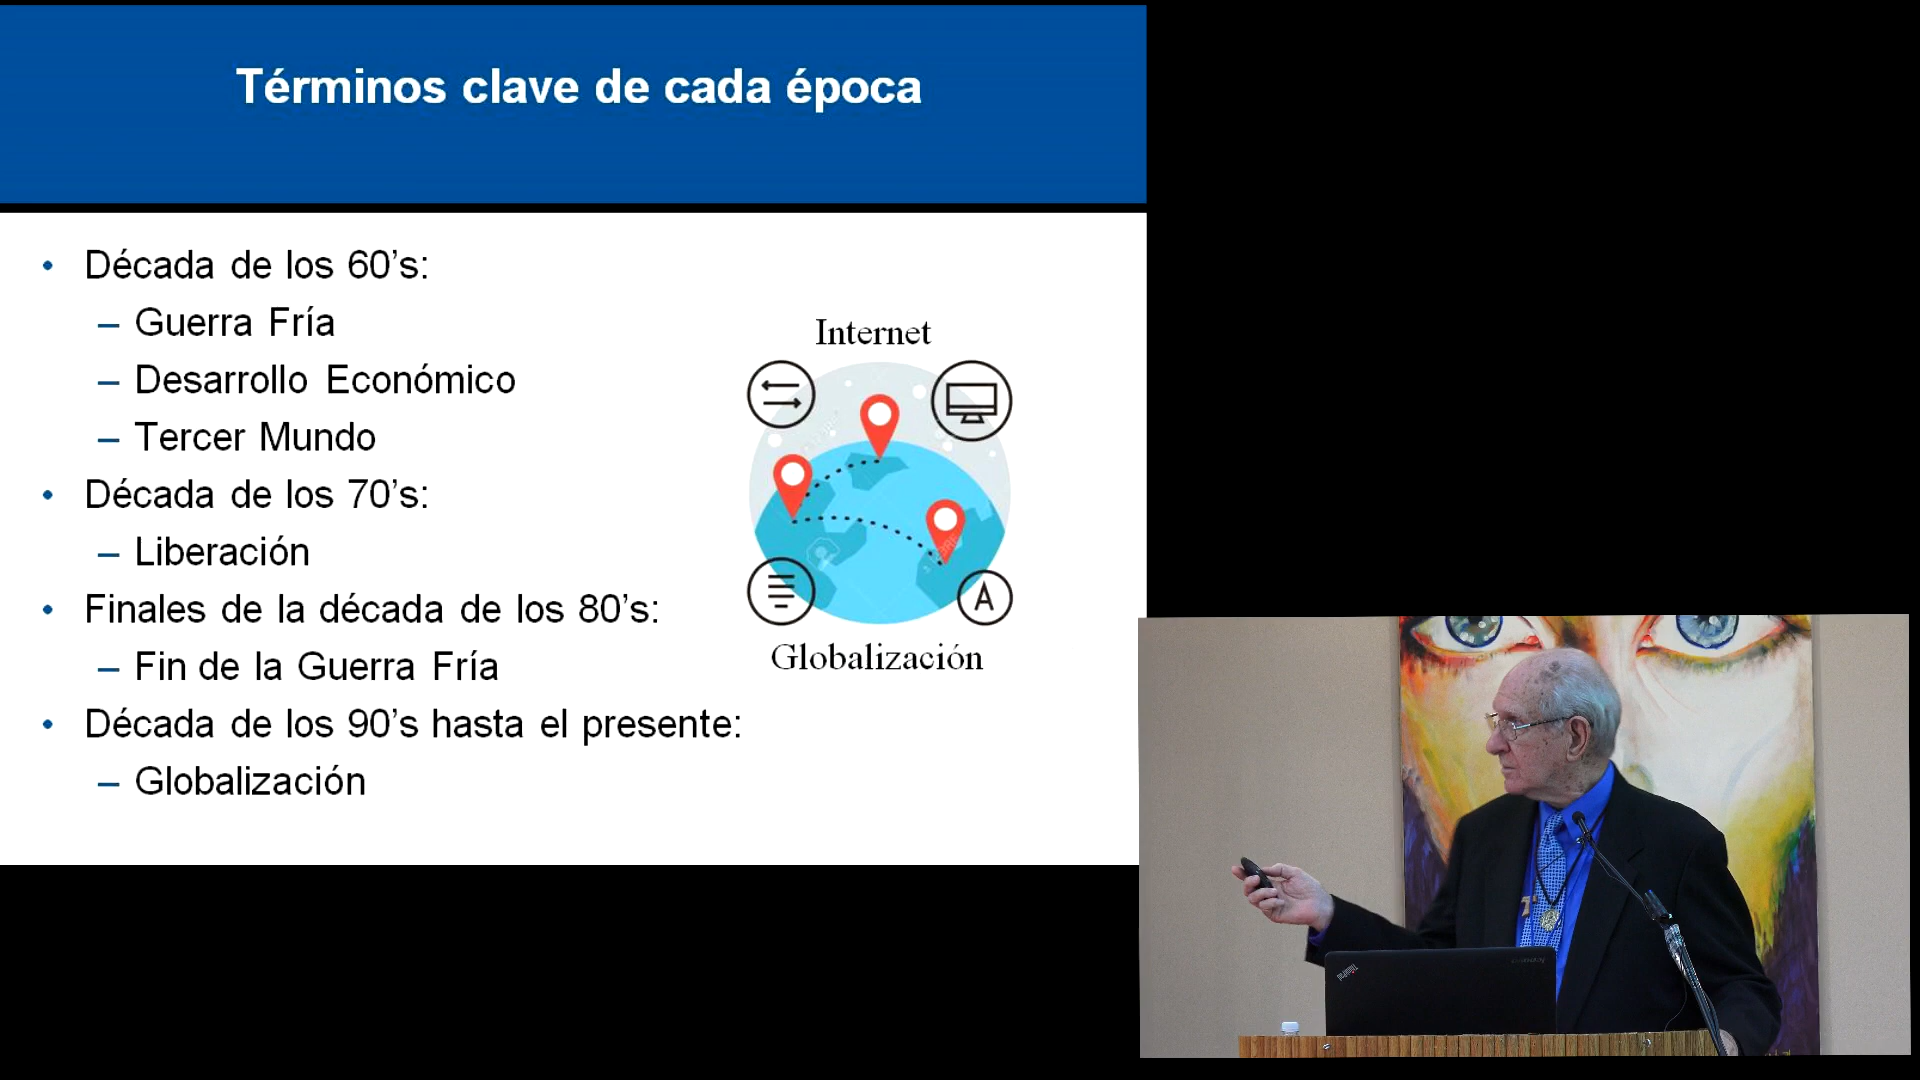 Términos clave de cada época
• Década de los 60’s:
– Guerra Fría
– Desarrollo Económico
– Tercer Mundo
• Década de los 70’s:
– Liberación
• Finales de la década de los 80’s:
– Fin de la Guerra Fría
• Década de los 90’s hasta el presente:
– Globalización
Internet
A
Globalización
ThinkPad